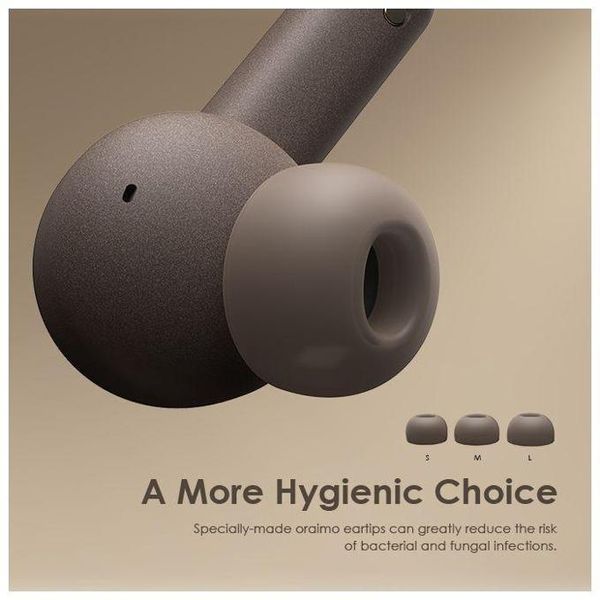 S M L
A More Hygienic Choice
Specially-made oraimo eartips can greatly reduce the risk
of bacterial and fungal infections.